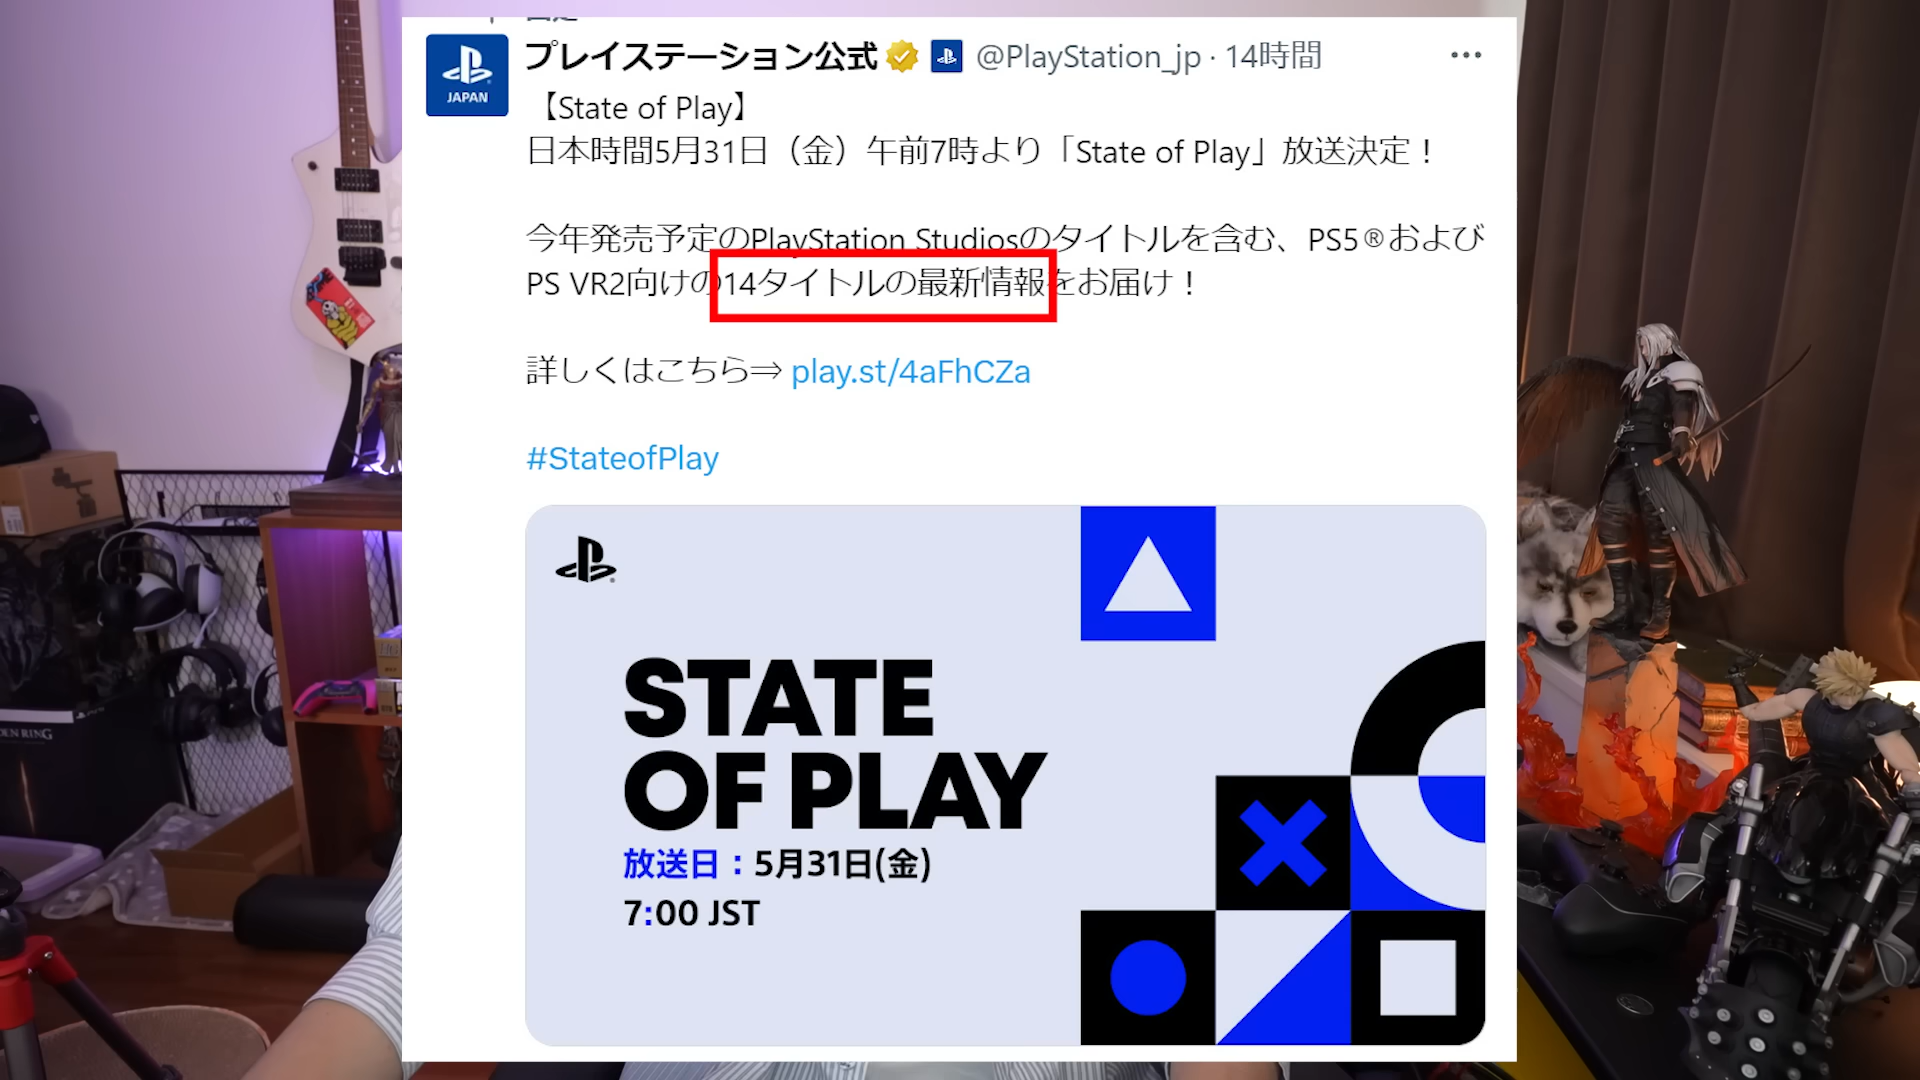 プレイステーション公式 @PlayStation_jp · 14時間
JAPAN
【State of Play】
日本時間5月31日（金）午前7時より「State of Play」放送決定！
今年発売予定のPlayStation Studiosのタイトルを含む、PS5®および
PS VR2向けの14タイトルの最新情報をお届け！
詳しくはこちら⇒ play.st/4aFhCZa
#StateofPlay
STATE
OF PLAY
放送日：5月31日(金)
7:00 JST
DEN RING